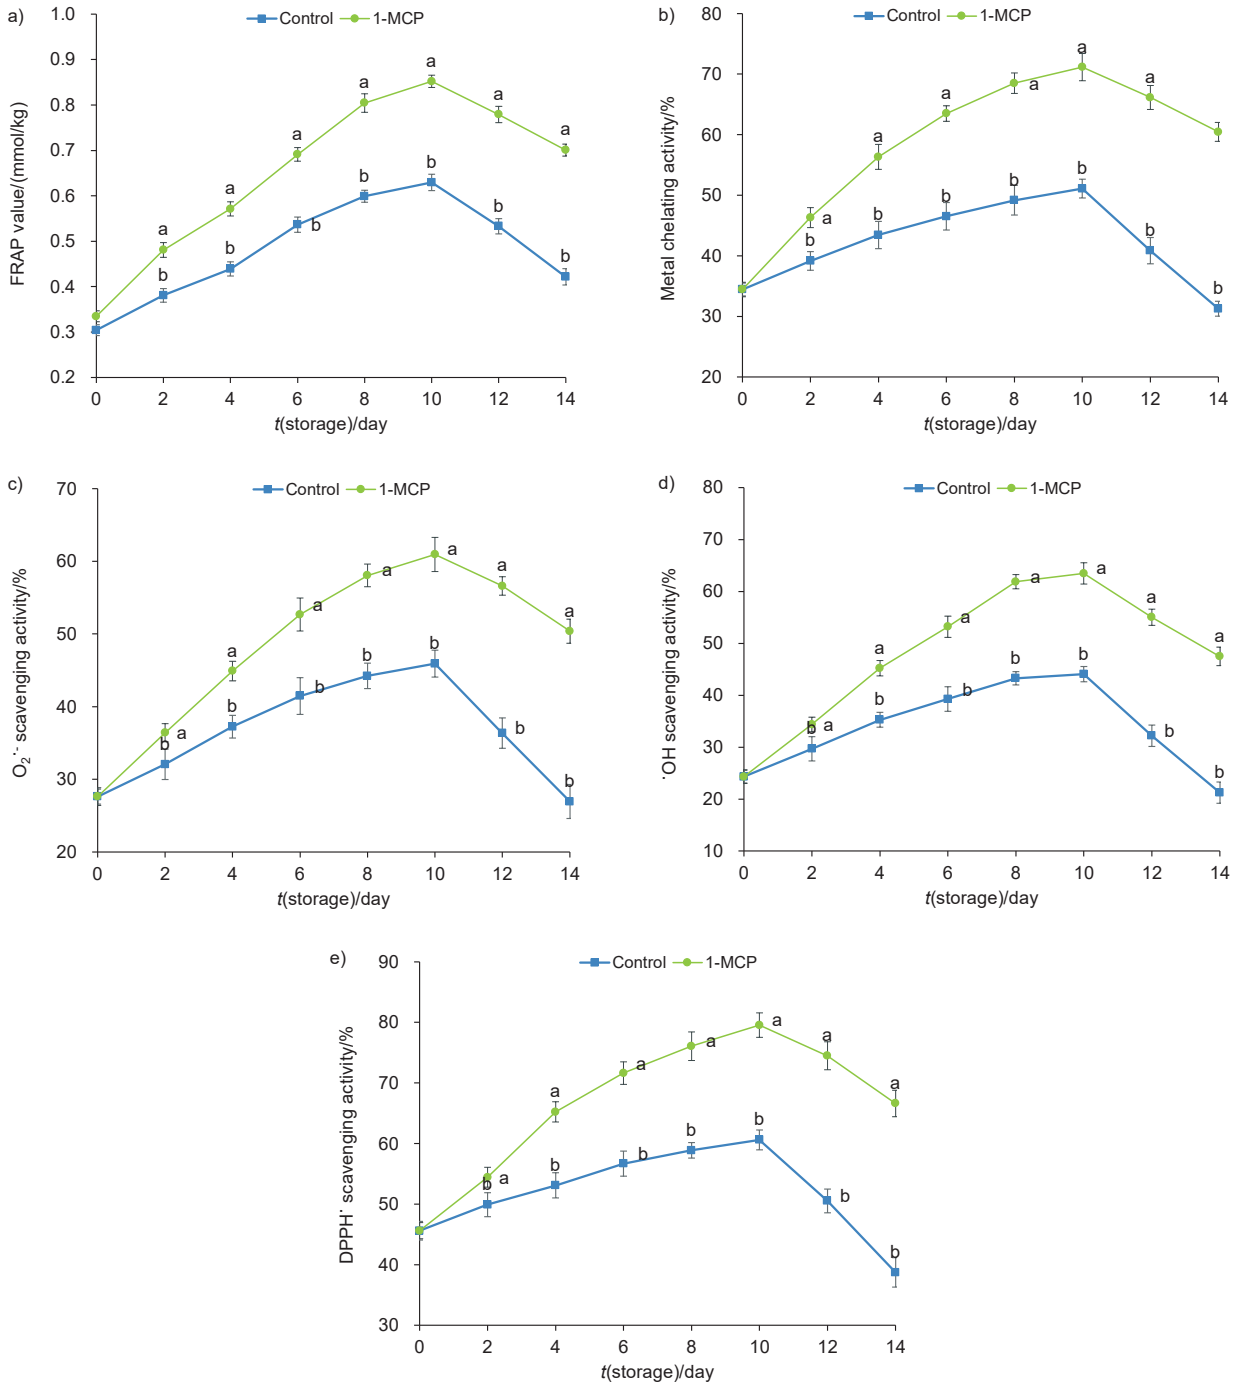 a)
Control 1-MCP
FRAP value/(mmol/kg)
1.0
0.9
0.8
0.7
0.6
0.5
0.4
0.3
0.2
a a a a a a a
b b b b b b b
0 2 4 6 8 10 12 14
t(storage)/day
b)
Control 1-MCP
Metal chelating activity/%
80
70
60
50
40
30
20
a a a a a a
b b b b b b b
0 2 4 6 8 10 12 14
t(storage)/day
c)
Control 1-MCP
O2˙⁻ scavenging activity/%
70
60
50
40
30
20
a a a a a a a
b b b b b b b
0 2 4 6 8 10 12 14
t(storage)/day
d)
Control 1-MCP
˙OH scavenging activity/%
80
70
60
50
40
30
20
10
a a a a a a a
b b b b b b b
0 2 4 6 8 10 12 14
t(storage)/day
e)
Control 1-MCP
DPPH˙ scavenging activity/%
90
80
70
60
50
40
30
a a a a a a a
b b b b b b b
0 2 4 6 8 10 12 14
t(storage)/day